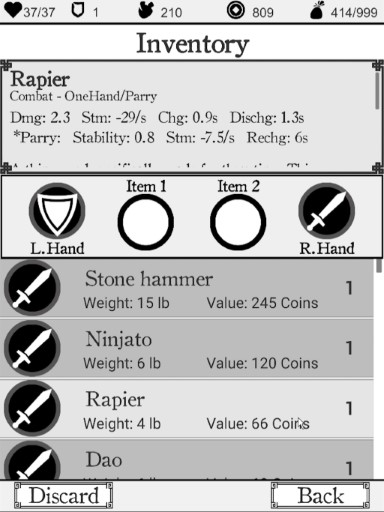 37/37 1 210 809 414/999
Inventory
Rapier
Combat - OneHand/Parry
Dmg: 2.3 Stm: -29/s Chg: 0.9s Dischg: 1.3s
*Parry: Stability: 0.8 Stm: -7.5/s Rechg: 6s
Item 1 Item 2
L.Hand R.Hand
Stone hammer
Weight: 15 lb Value: 245 Coins 1
Ninjato
Weight: 6 lb Value: 120 Coins 1
Rapier
Weight: 4 lb Value: 66 Coins 1
Dao 1
Discard Back